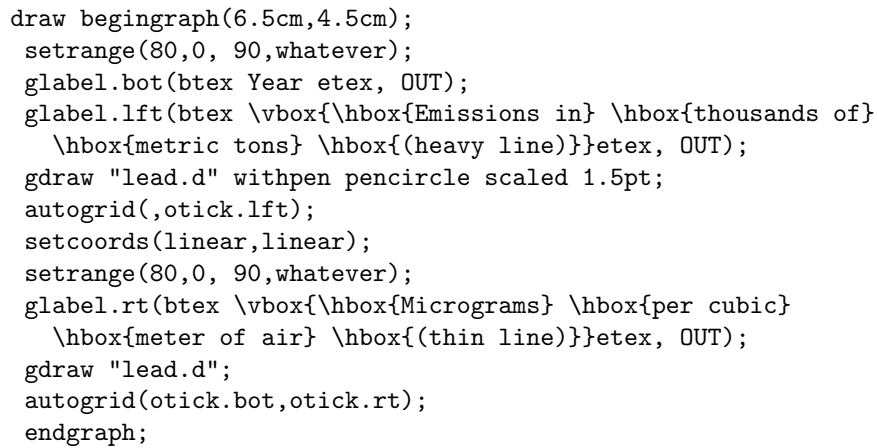 draw begingraph(6.5cm,4.5cm);
 setrange(80,0, 90,whatever);
 glabel.bot(btex Year etex, OUT);
 glabel.lft(btex \vbox{\hbox{Emissions in} \hbox{thousands of}
   \hbox{metric tons} \hbox{(heavy line)}}etex, OUT);
 gdraw "lead.d" withpen pencircle scaled 1.5pt;
 autogrid(,otick.lft);
 setcoords(linear,linear);
 setrange(80,0, 90,whatever);
 glabel.rt(btex \vbox{\hbox{Micrograms} \hbox{per cubic}
   \hbox{meter of air} \hbox{(thin line)}}etex, OUT);
 gdraw "lead.d";
 autogrid(otick.bot,otick.rt);
 endgraph;